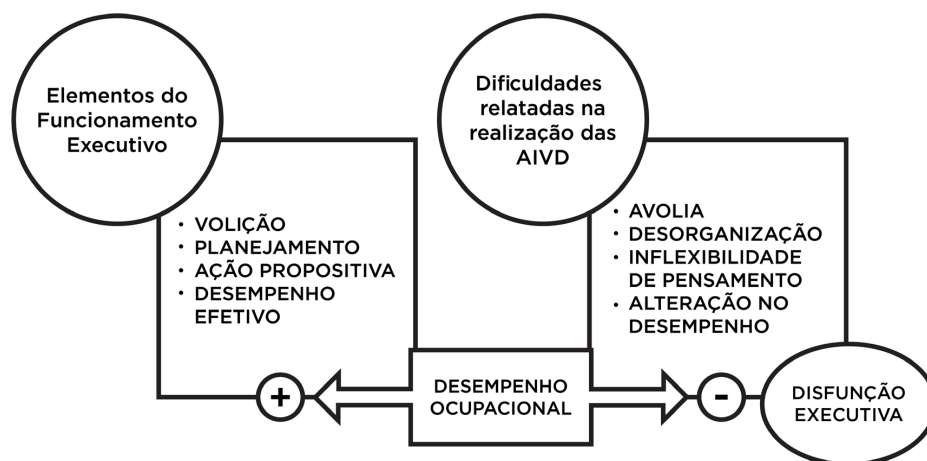 Elementos do
Funcionamento
Executivo
Dificuldades
relatadas na
realização das
AIVD
• VOLIÇÃO
• PLANEJAMENTO
• AÇÃO PROPOSITIVA
• DESEMPENHO
EFETIVO
• AVOLIA
• DESORGANIZAÇÃO
• INFLEXIBILIDADE
DE PENSAMENTO
• ALTERAÇÃO NO
DESEMPENHO
+
DESEMPENHO
OCUPACIONAL
-
DISFUNÇÃO
EXECUTIVA